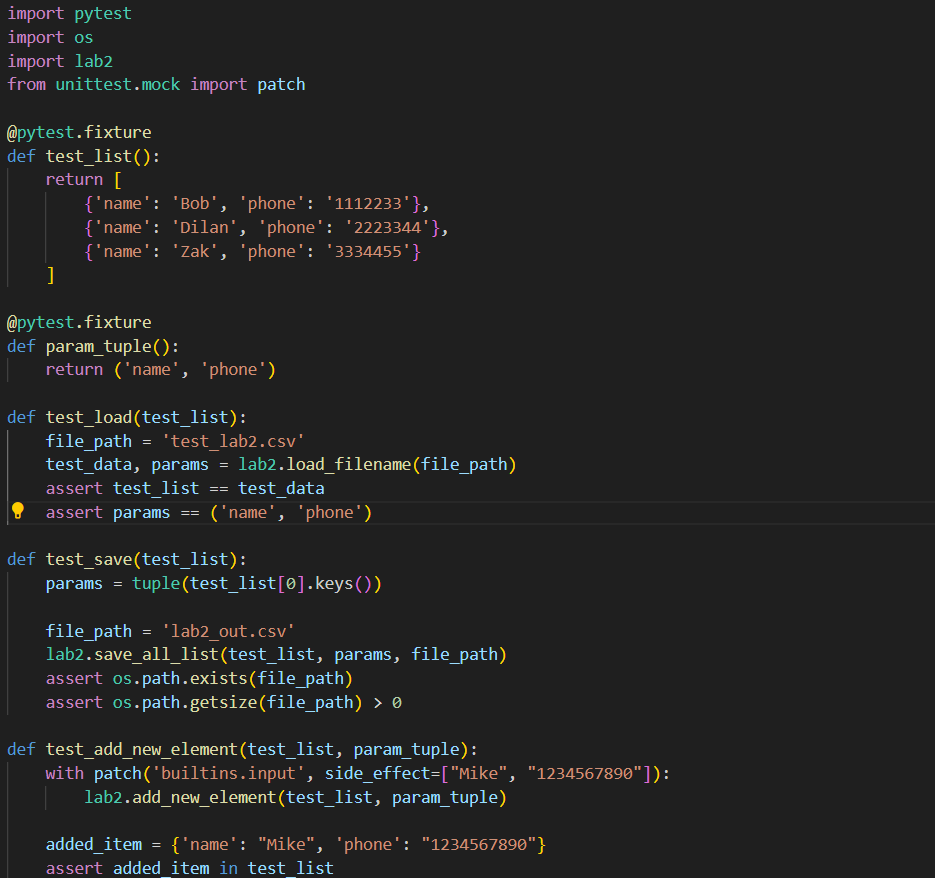 import pytest
import os
import lab2
from unittest.mock import patch

@pytest.fixture
def test_list():
    return [
        {'name': 'Bob', 'phone': '1112233'},
        {'name': 'Dilan', 'phone': '2223344'},
        {'name': 'Zak', 'phone': '3334455'}
    ]

@pytest.fixture
def param_tuple():
    return ('name', 'phone')

def test_load(test_list):
    file_path = 'test_lab2.csv'
    test_data, params = lab2.load_filename(file_path)
    assert test_list == test_data
    assert params == ('name', 'phone')

def test_save(test_list):
    params = tuple(test_list[0].keys())

    file_path = 'lab2_out.csv'
    lab2.save_all_list(test_list, params, file_path)
    assert os.path.exists(file_path)
    assert os.path.getsize(file_path) > 0

def test_add_new_element(test_list, param_tuple):
    with patch('builtins.input', side_effect=["Mike", "1234567890"]):
        lab2.add_new_element(test_list, param_tuple)

    added_item = {'name': "Mike", 'phone': "1234567890"}
    assert added_item in test_list